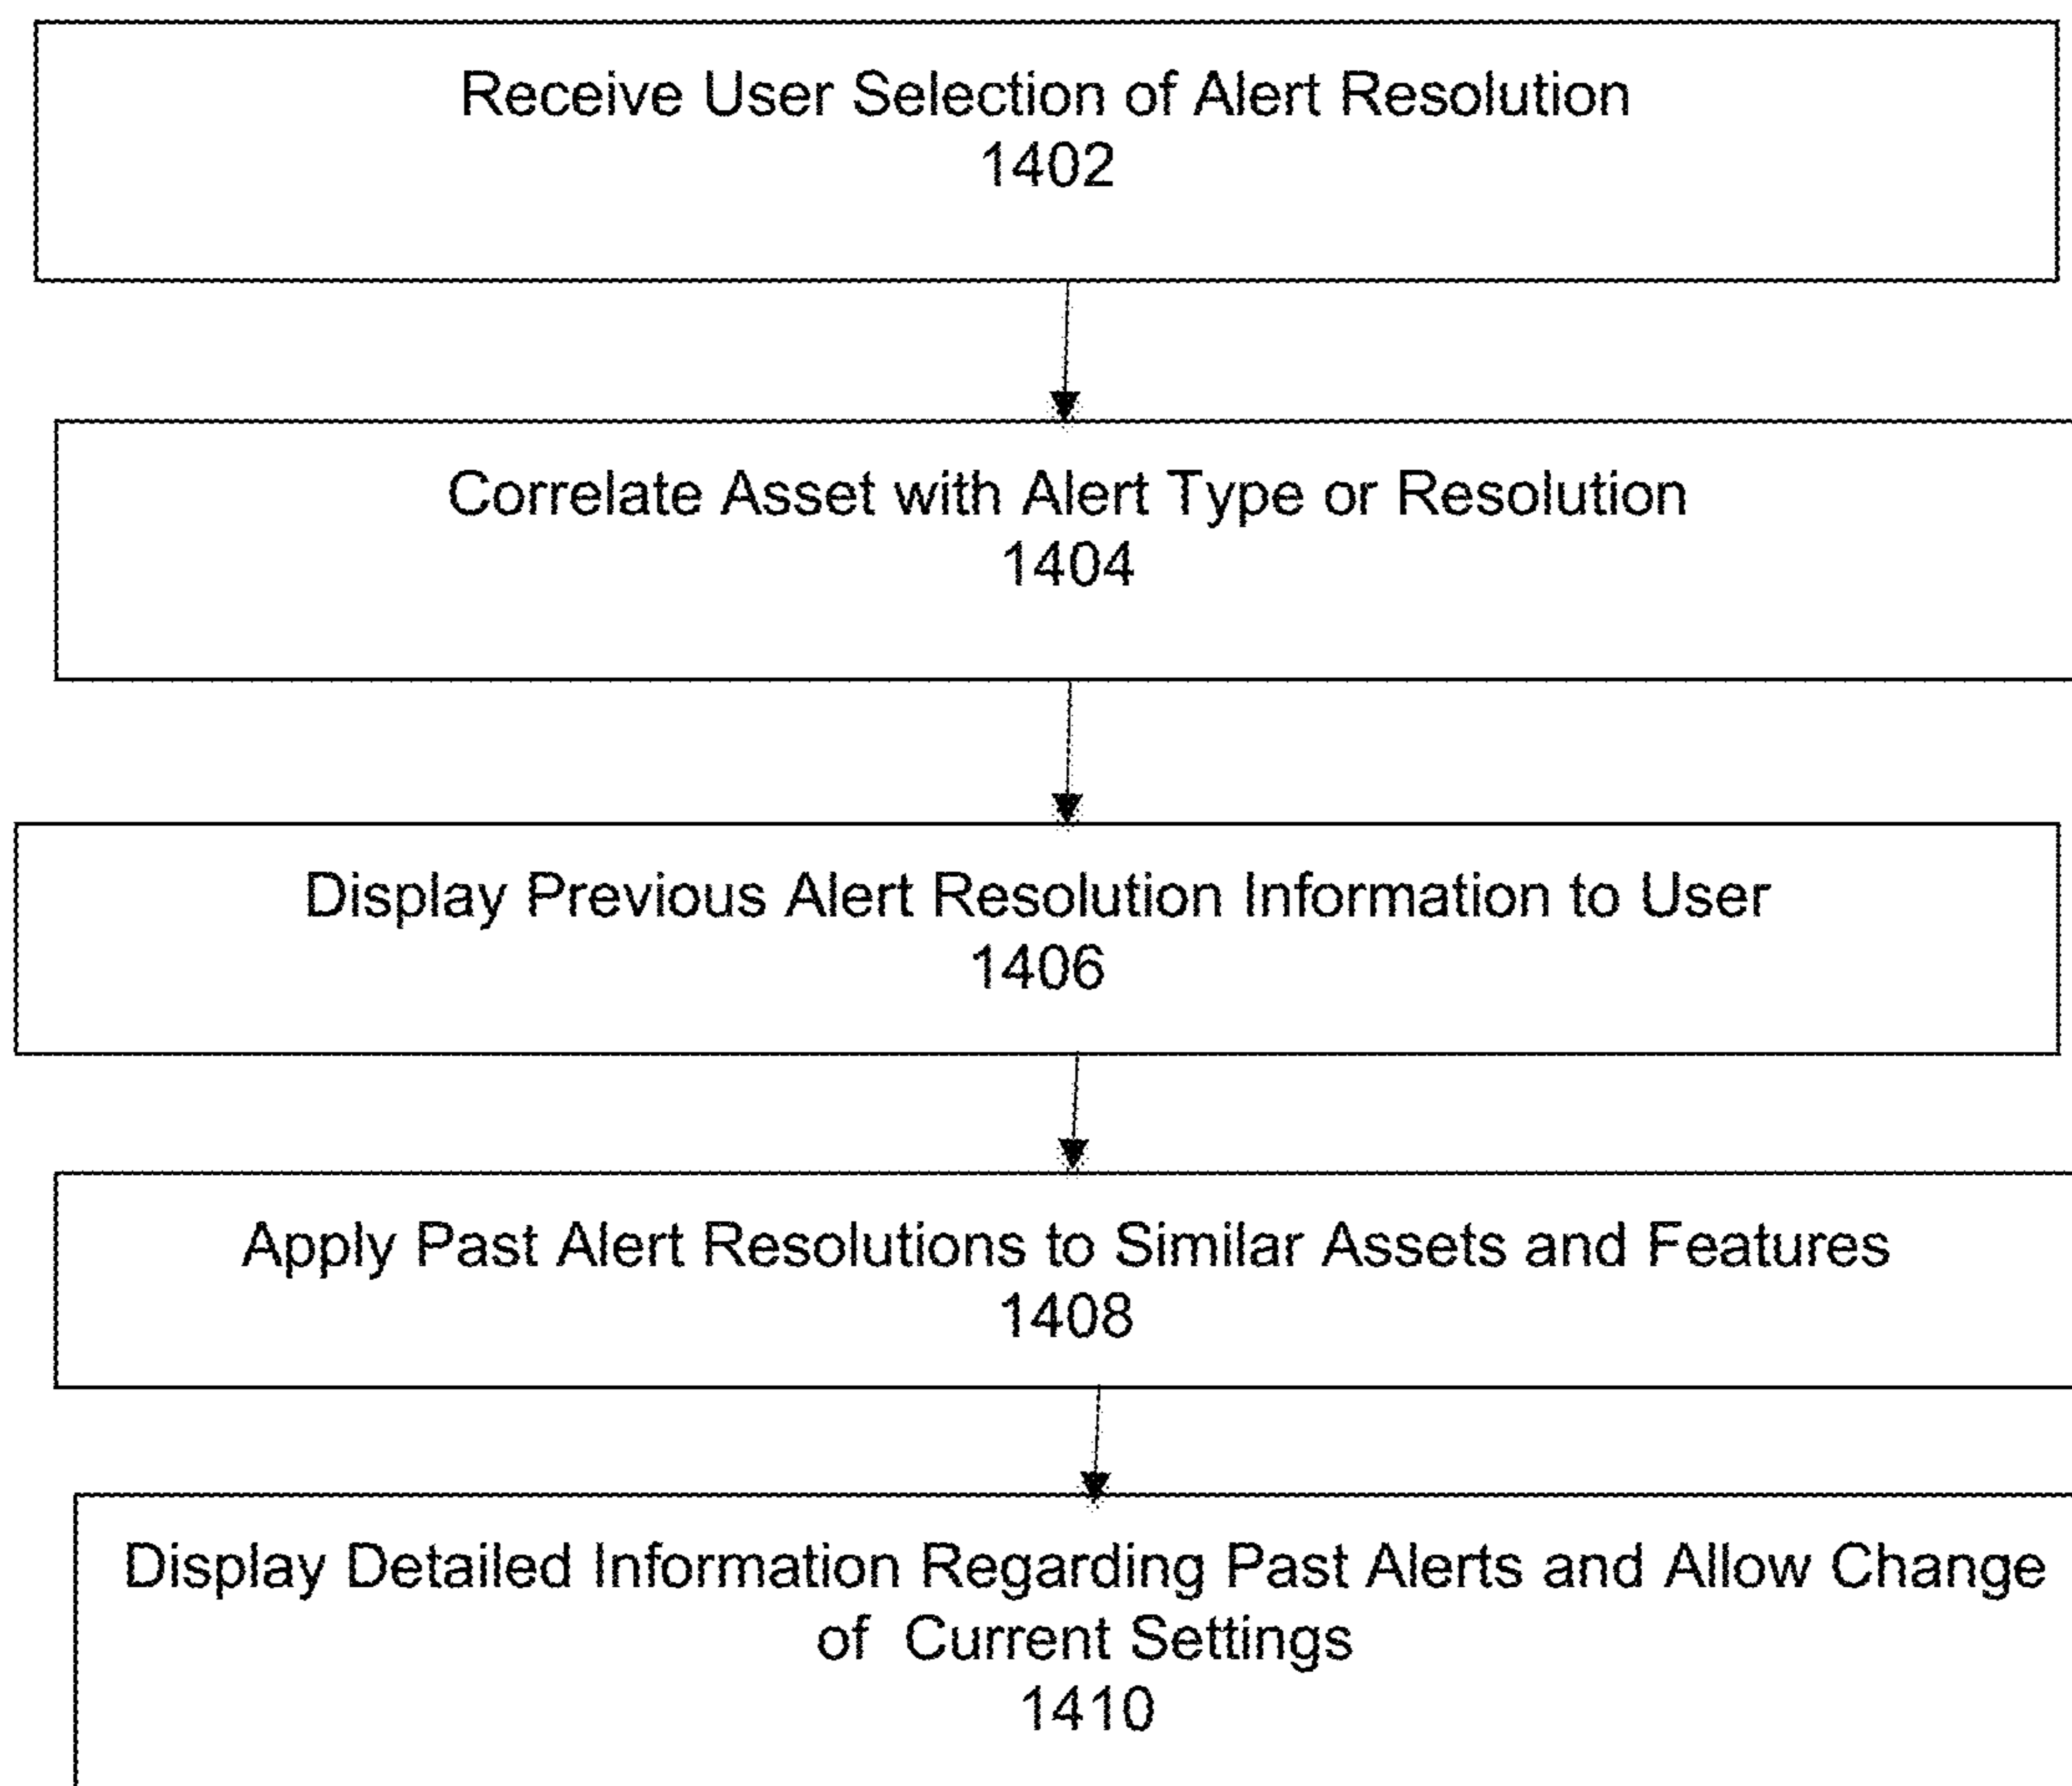 Receive User Selection of Alert Resolution
1402
Correlate Asset with Alert Type or Resolution
1404
Display Previous Alert Resolution Information to User
1406
Apply Past Alert Resolutions to Similar Assets and Features
1408
Display Detailed Information Regarding Past Alerts and Allow Change
of Current Settings
1410